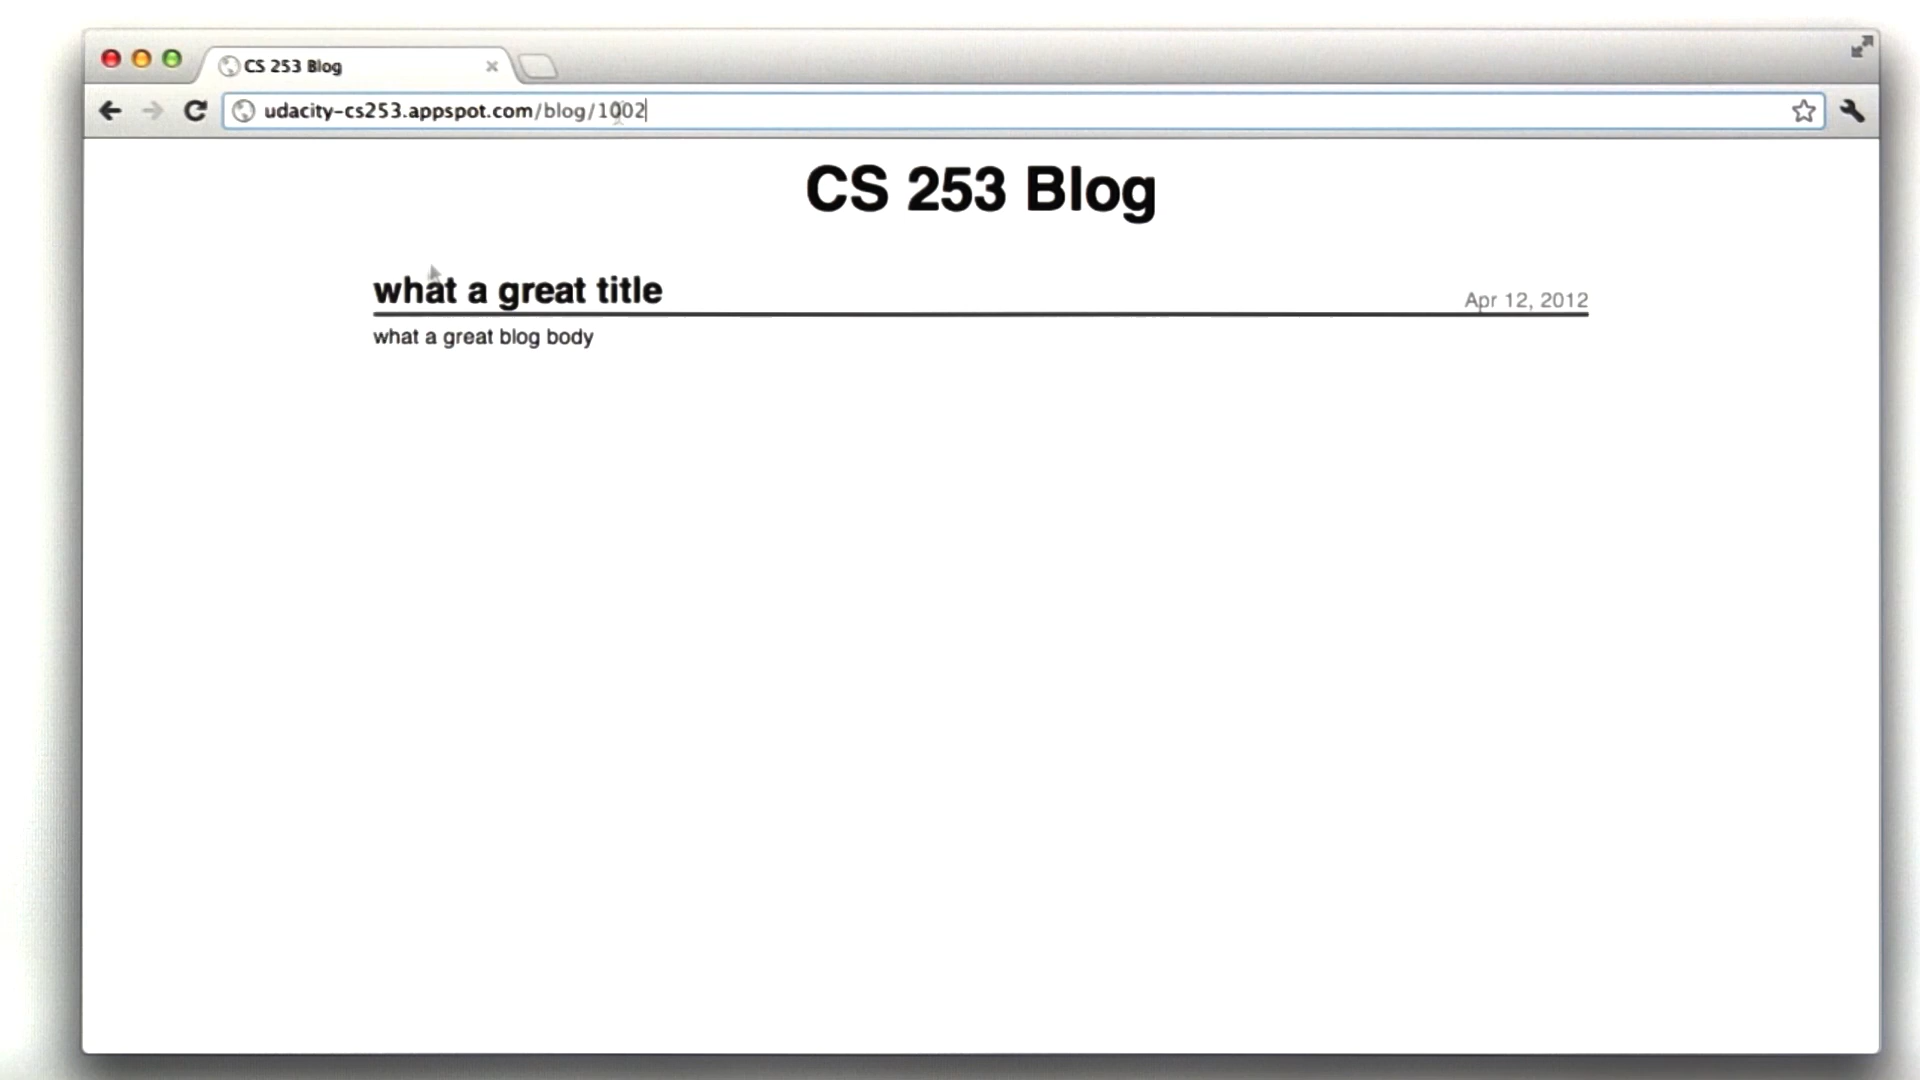 CS 253 Blog
udacity-cs253.appspot.com/blog/1002
CS 253 Blog
what a great title
Apr 12, 2012
what a great blog body